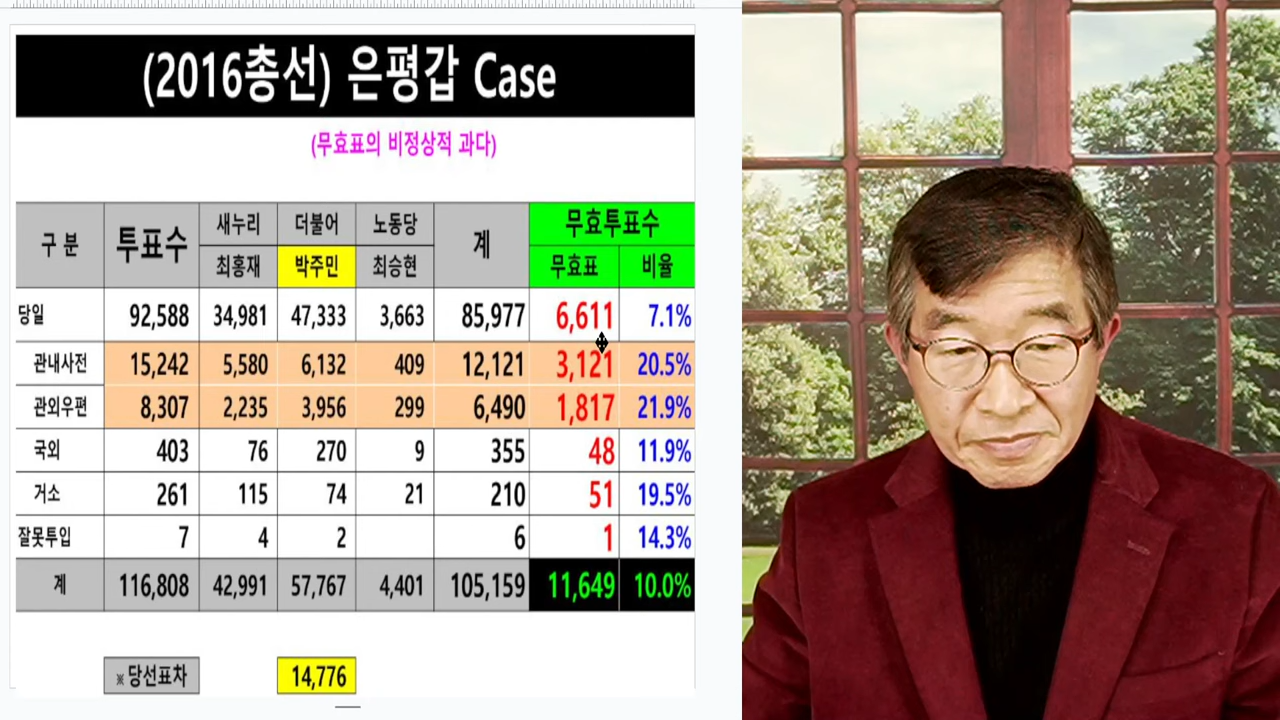 (2016총선) 은평갑 Case
(무효표의 비정상적 과다)
구 분 투표수 새누리 더불어 노동당 계 무효투표수
최홍재 박주민 최승현 무효표 비율
당일 92,588 34,981 47,333 3,663 85,977 6,611 7.1%
관내사전 15,242 5,580 6,132 409 12,121 3,121 20.5%
관외우편 8,307 2,235 3,956 299 6,490 1,817 21.9%
국외 403 76 270 9 355 48 11.9%
거소 261 115 74 21 210 51 19.5%
잘못투입 7 4 2 6 1 14.3%
계 116,808 42,991 57,767 4,401 105,159 11,649 10.0%
※ 당선표차 14,776